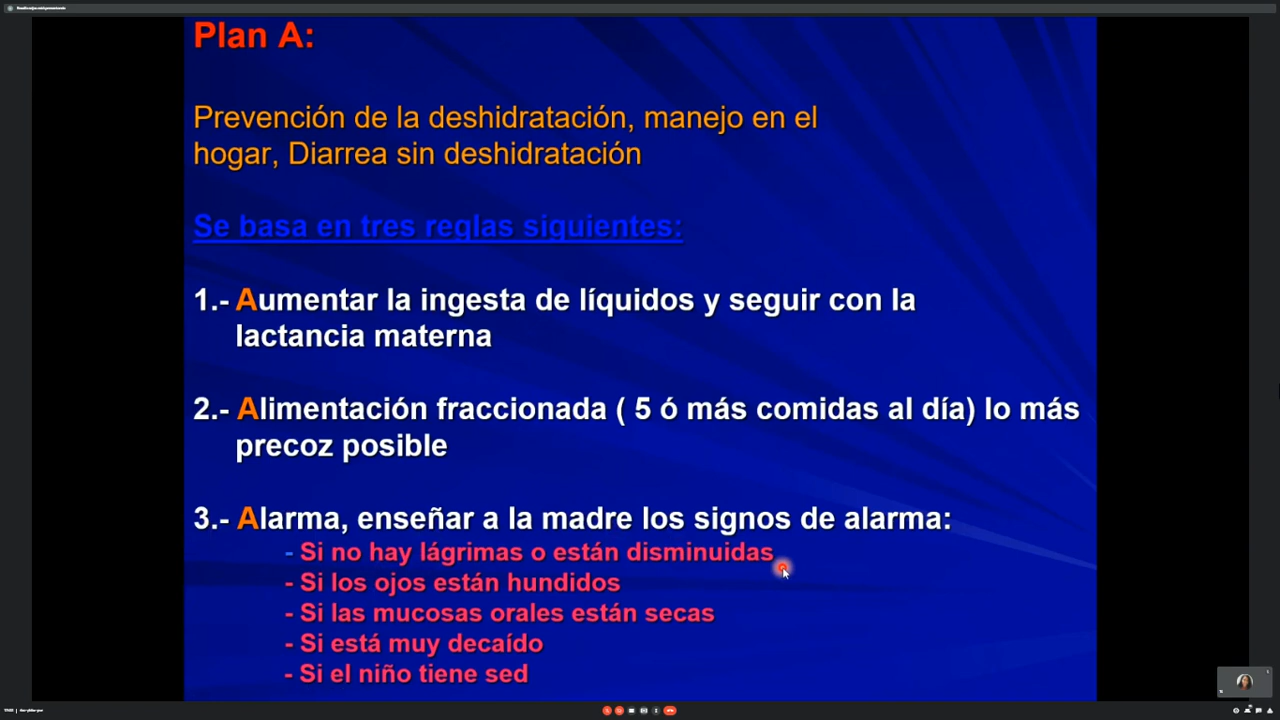 Plan A:
Prevención de la deshidratación, manejo en el
hogar, Diarrea sin deshidratación
Se basa en tres reglas siguientes:
1.- Aumentar la ingesta de líquidos y seguir con la
lactancia materna
2.- Alimentación fraccionada ( 5 ó más comidas al día) lo más
precoz posible
3.- Alarma, enseñar a la madre los signos de alarma:
- Si no hay lágrimas o están disminuidas
- Si los ojos están hundidos
- Si las mucosas orales están secas
- Si está muy decaído
- Si el niño tiene sed